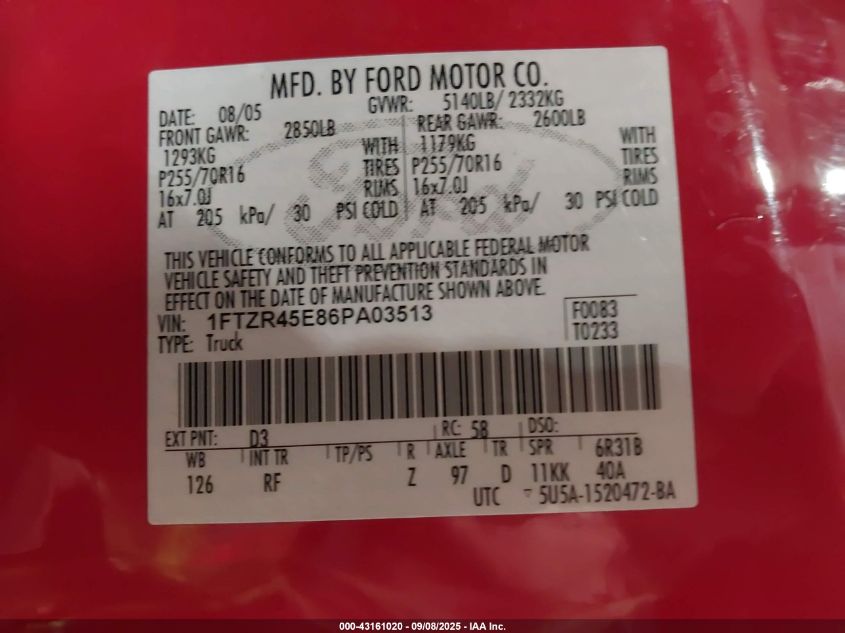 MFD. BY FORD MOTOR CO.
DATE: 08/05 GVWR: 5140LB/ 2332KG
FRONT GAWR: 2850LB REAR GAWR: 2600LB
1293KG WITH 1179KG WITH
P255/70R16 TIRES P255/70R16 TIRES
16x7.0J RIMS 16x7.0J RIMS
AT 205 kPa/ 30 PSI COLD AT 205 kPa/ 30 PSI COLD
Ford
THIS VEHICLE CONFORMS TO ALL APPLICABLE FEDERAL MOTOR
VEHICLE SAFETY AND THEFT PREVENTION STANDARDS IN
EFFECT ON THE DATE OF MANUFACTURE SHOWN ABOVE.
VIN: 1FTZR45E86PA03513 F0083
TYPE: Truck T0233
EXT PNT: D3 RC: 58 DSO:
WB INT TR TP/PS R AXLE TR SPR 6R31B
126 RF Z 97 D 11KK 40A
UTC 5U5A-1520472-BA
000-43161020 - 09/08/2025 - IAA Inc.